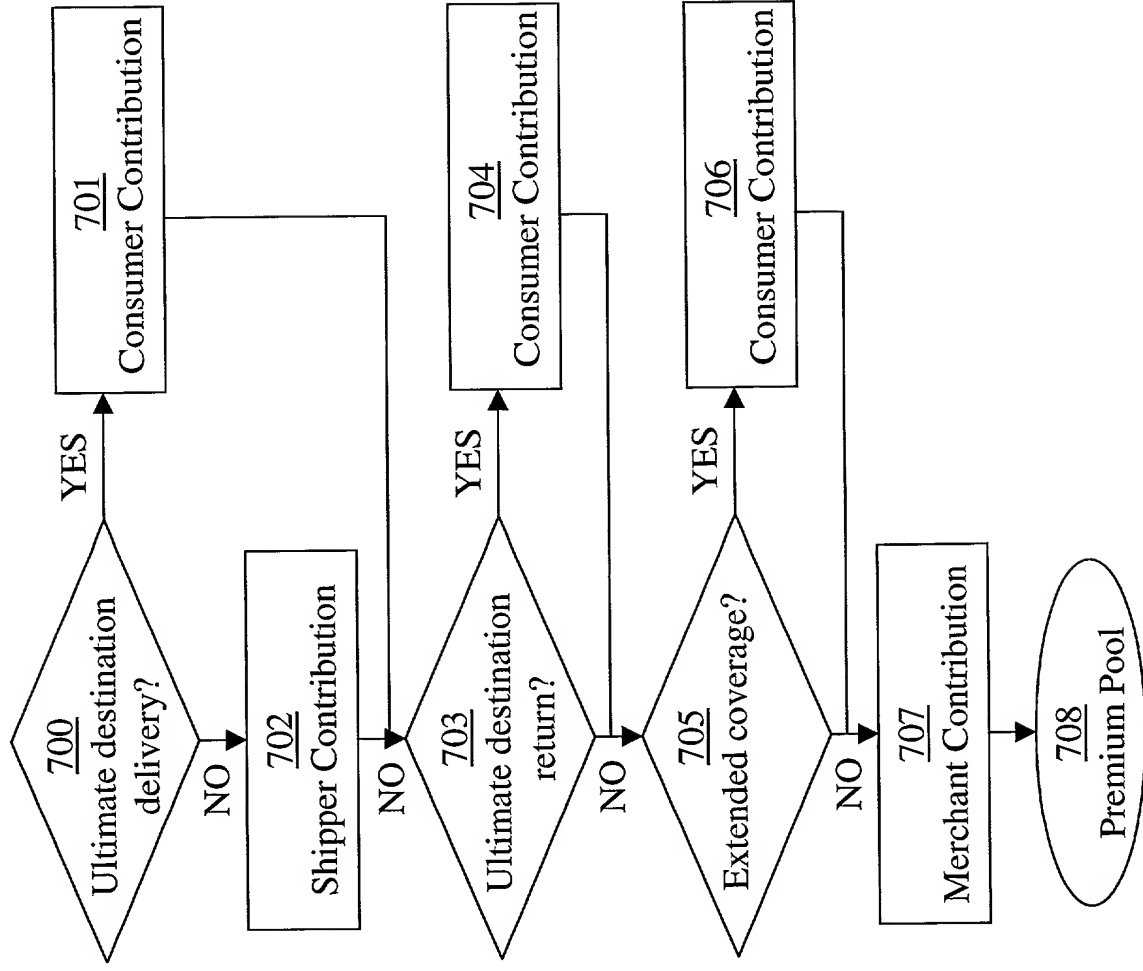 700
Ultimate destination
delivery?
YES
701
Consumer Contribution
NO
702
Shipper Contribution
NO
703
Ultimate destination
return?
YES
704
Consumer Contribution
NO
705
Extended coverage?
YES
706
Consumer Contribution
NO
707
Merchant Contribution
708
Premium Pool